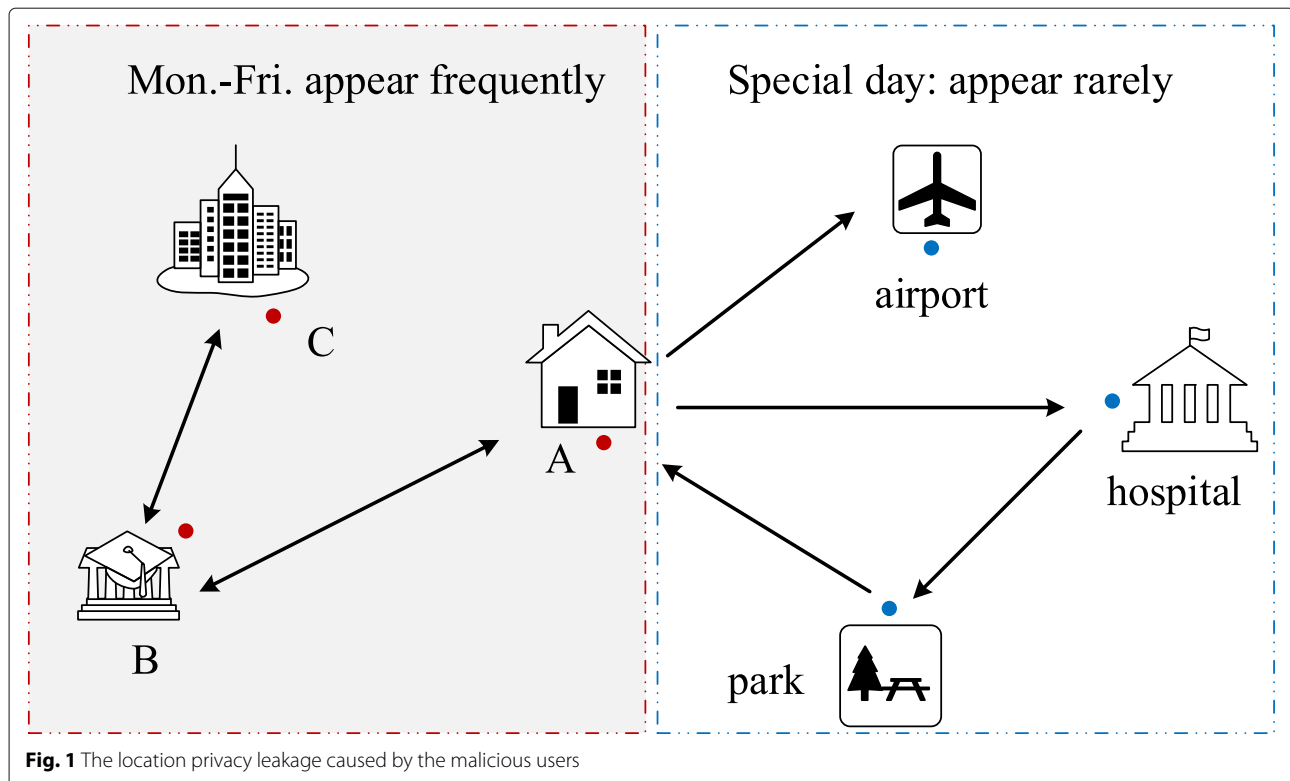 Mon.-Fri. appear frequently
Special day: appear rarely
airport
C
A
hospital
B
park
Fig. 1 The location privacy leakage caused by the malicious users